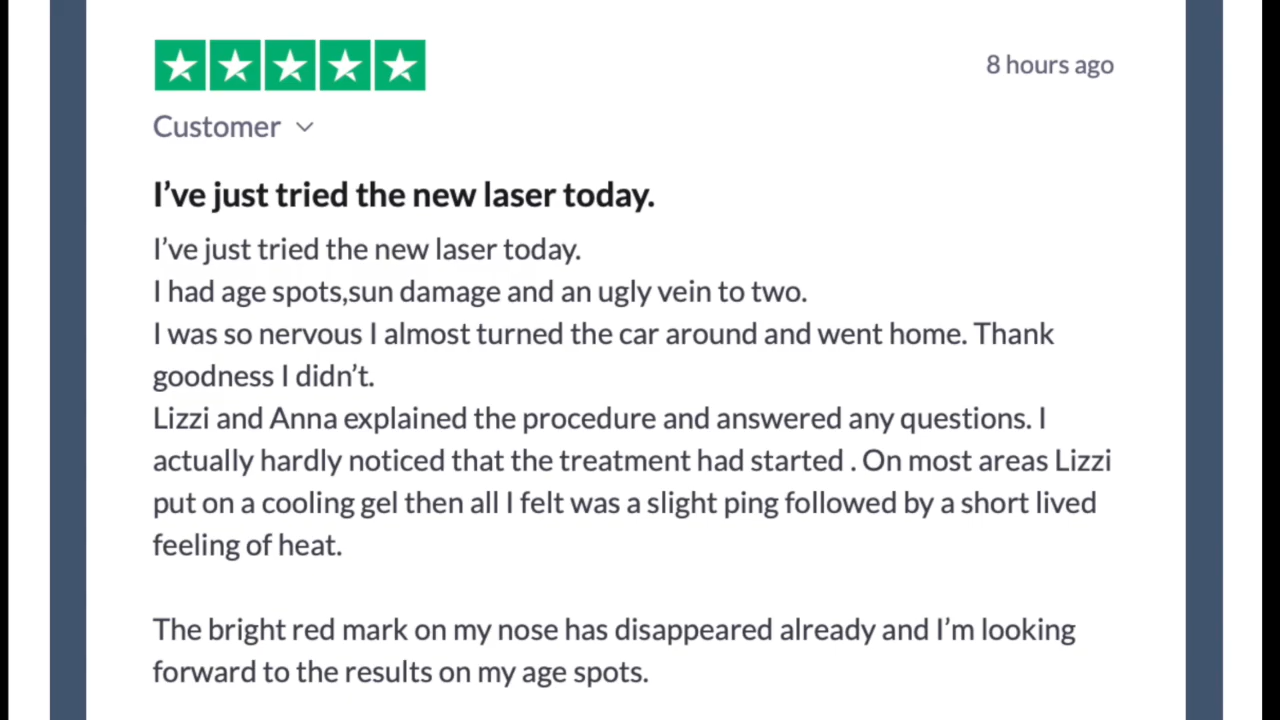 8 hours ago
Customer
I’ve just tried the new laser today.
I’ve just tried the new laser today.
I had age spots,sun damage and an ugly vein to two.
I was so nervous I almost turned the car around and went home. Thank
goodness I didn’t.
Lizzi and Anna explained the procedure and answered any questions. I
actually hardly noticed that the treatment had started . On most areas Lizzi
put on a cooling gel then all I felt was a slight ping followed by a short lived
feeling of heat.
The bright red mark on my nose has disappeared already and I’m looking
forward to the results on my age spots.